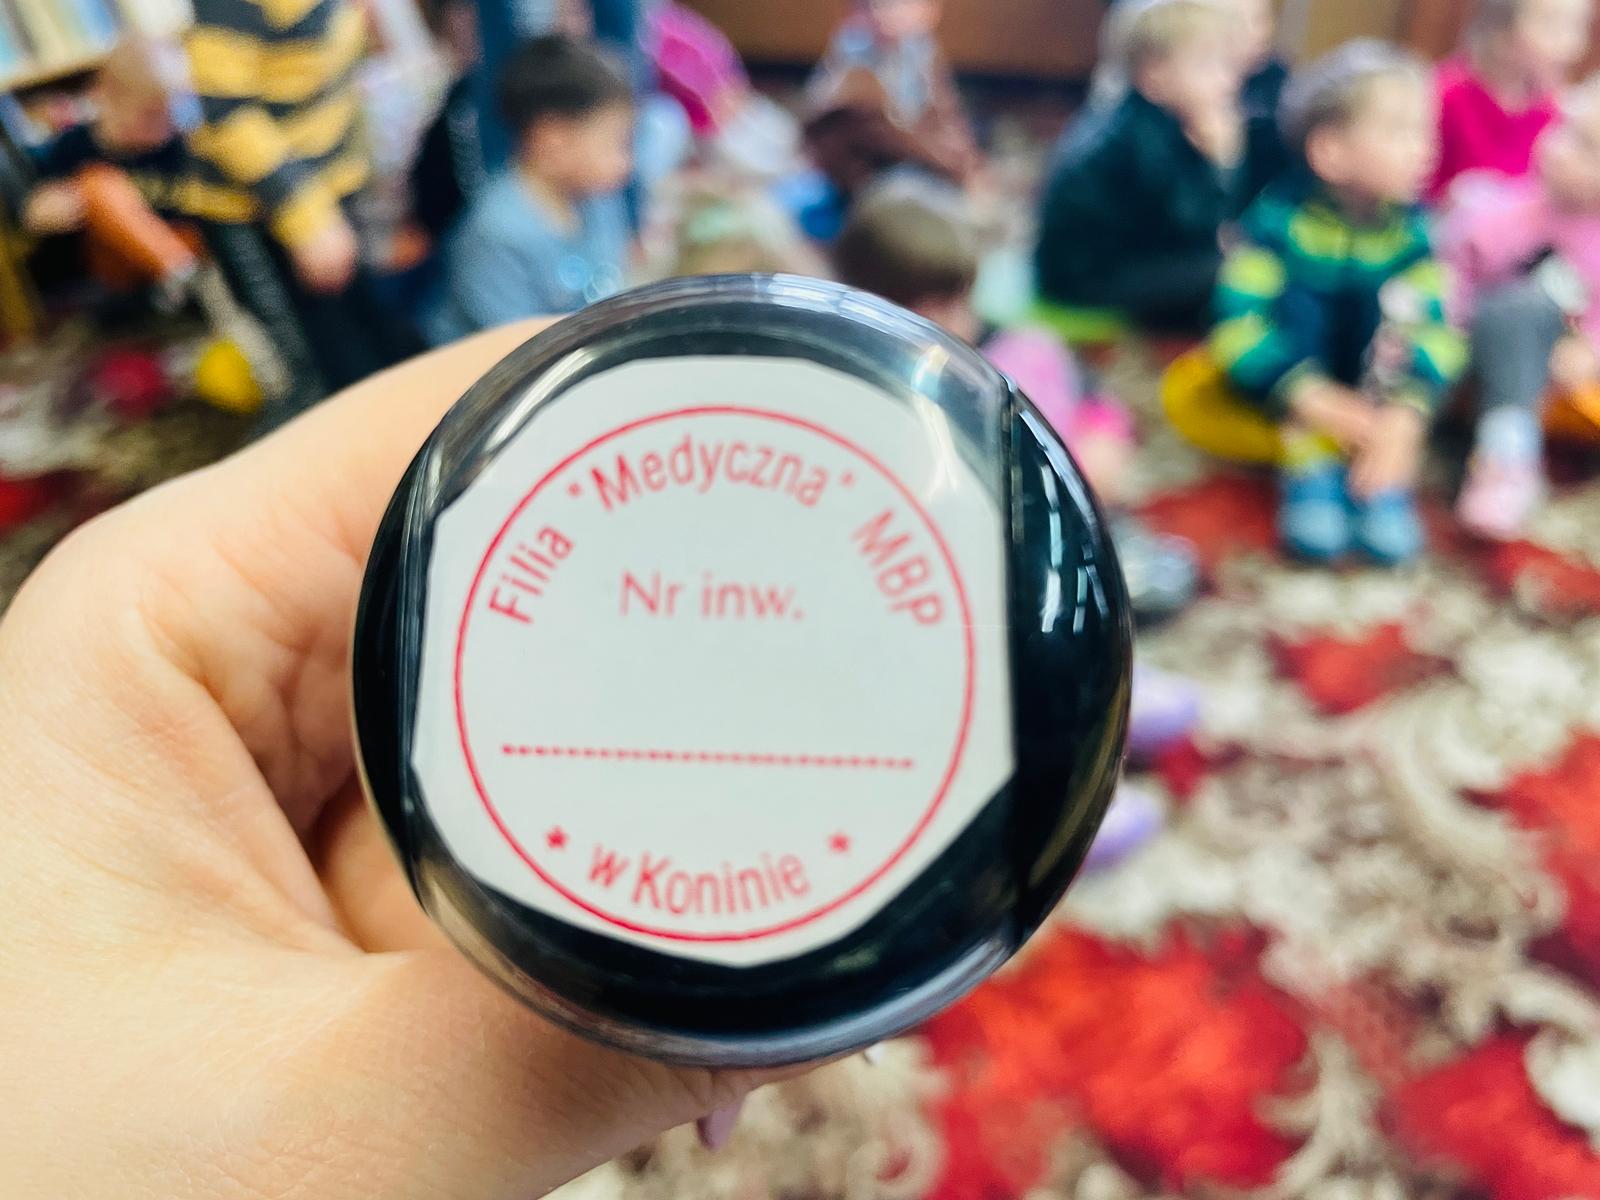 Filia "Medyczna" MBP
Nr inw.
w Koninie